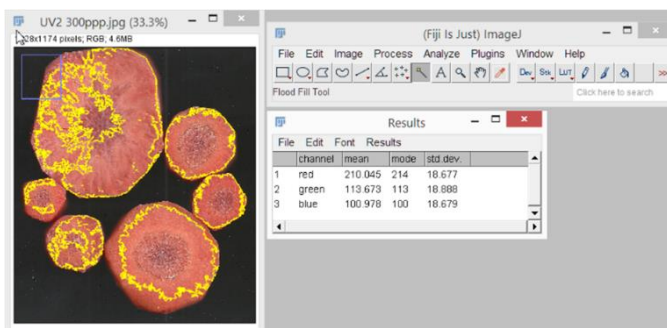 UV2 300ppp.jpg (33.3%)
28x1174 pixels; RGB; 4.6MB
(Fiji Is Just) ImageJ
File Edit Image Process Analyze Plugins Window Help
A Dev Stk LUT >>
Flood Fill Tool
Click here to search
Results
File Edit Font Results
channel mean mode std.dev.
1 red 210.045 214 18.677
2 green 113.673 113 18.888
3 blue 100.978 100 18.679